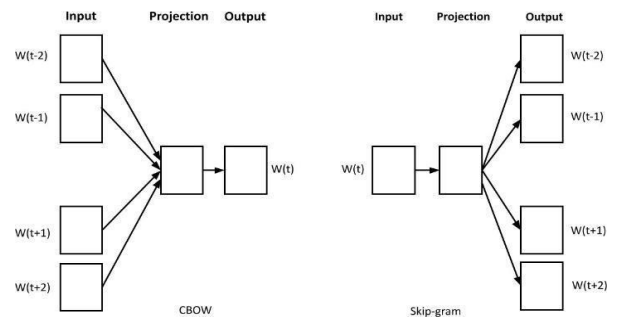 Input Projection Output
W(t-2)
W(t-1)
W(t)
W(t+1)
W(t+2)
CBOW
Input Projection Output
W(t-2)
W(t-1)
W(t)
W(t+1)
W(t+2)
Skip-gram